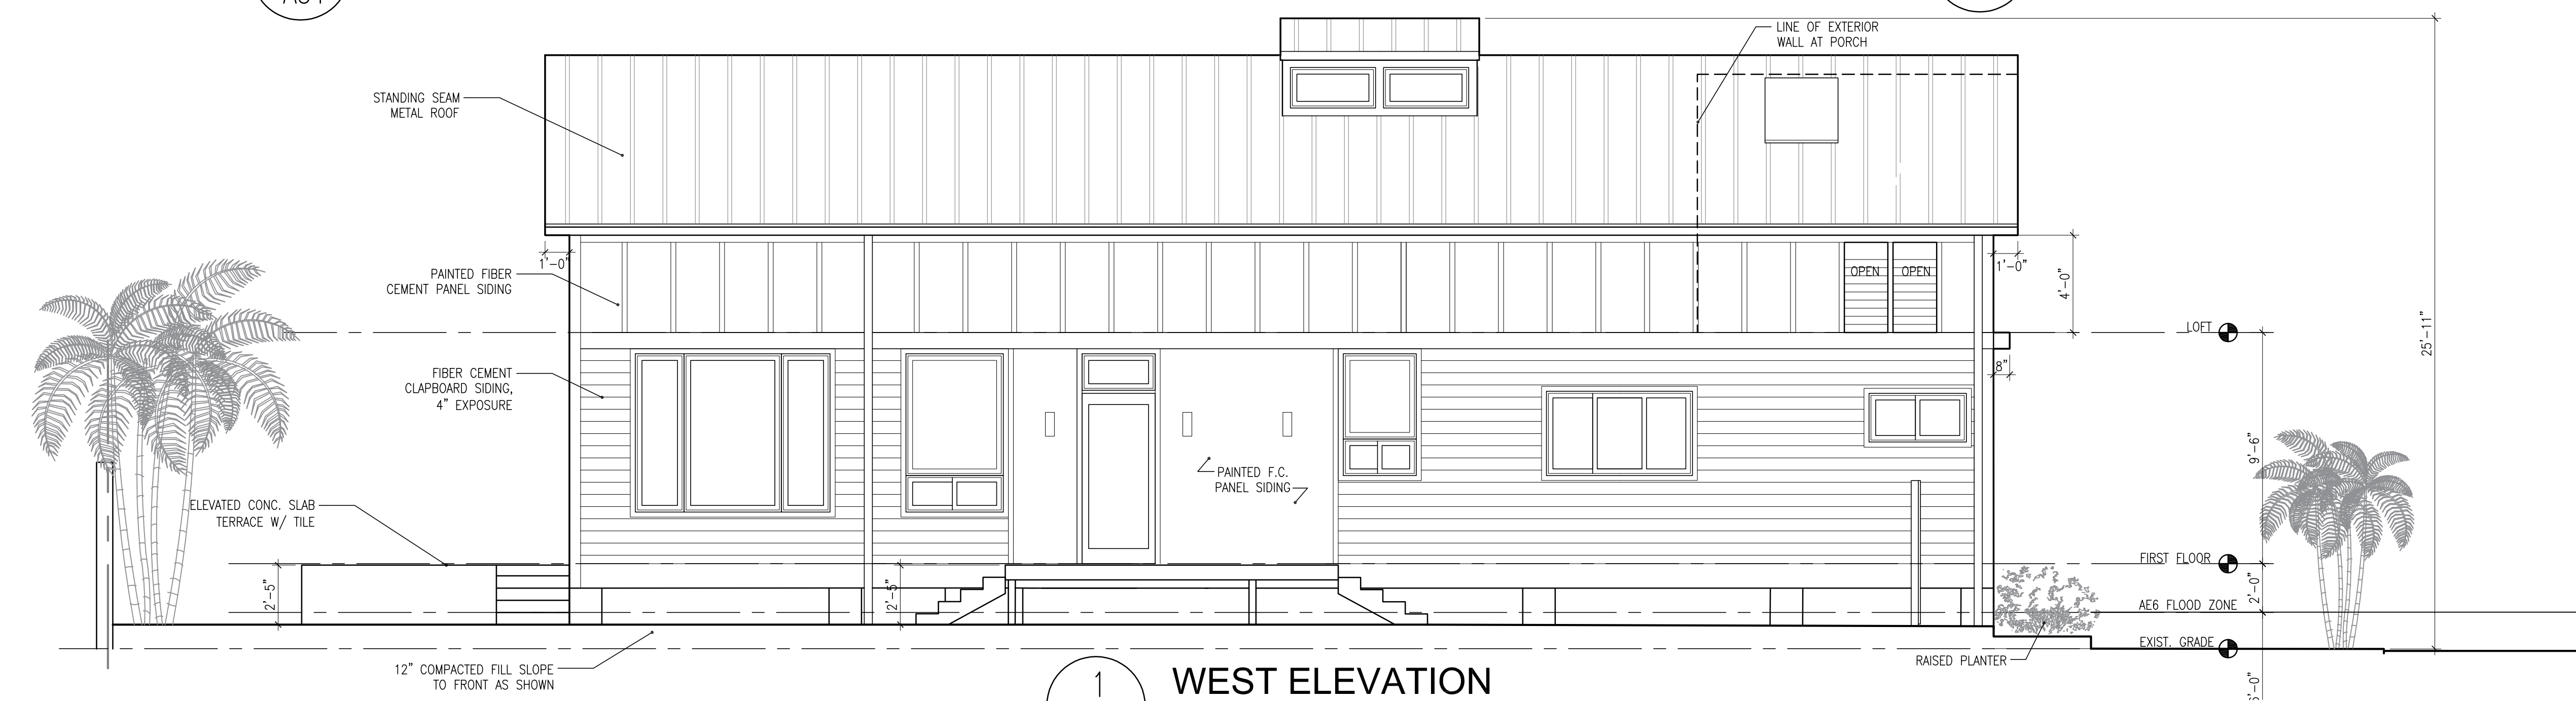 LINE OF EXTERIOR
WALL AT PORCH
STANDING SEAM
METAL ROOF
1'-0"
PAINTED FIBER
CEMENT PANEL SIDING
OPEN
OPEN
1'-0"
4'-0"
LOFT
25'-11"
FIBER CEMENT
CLAPBOARD SIDING,
4" EXPOSURE
8"
9'-6"
PAINTED F.C.
PANEL SIDING
ELEVATED CONC. SLAB
TERRACE W/ TILE
FIRST FLOOR
2'-5"
2'-5"
2'-0"
AE6 FLOOD ZONE
EXIST. GRADE
RAISED PLANTER
12" COMPACTED FILL SLOPE
TO FRONT AS SHOWN
1
WEST ELEVATION